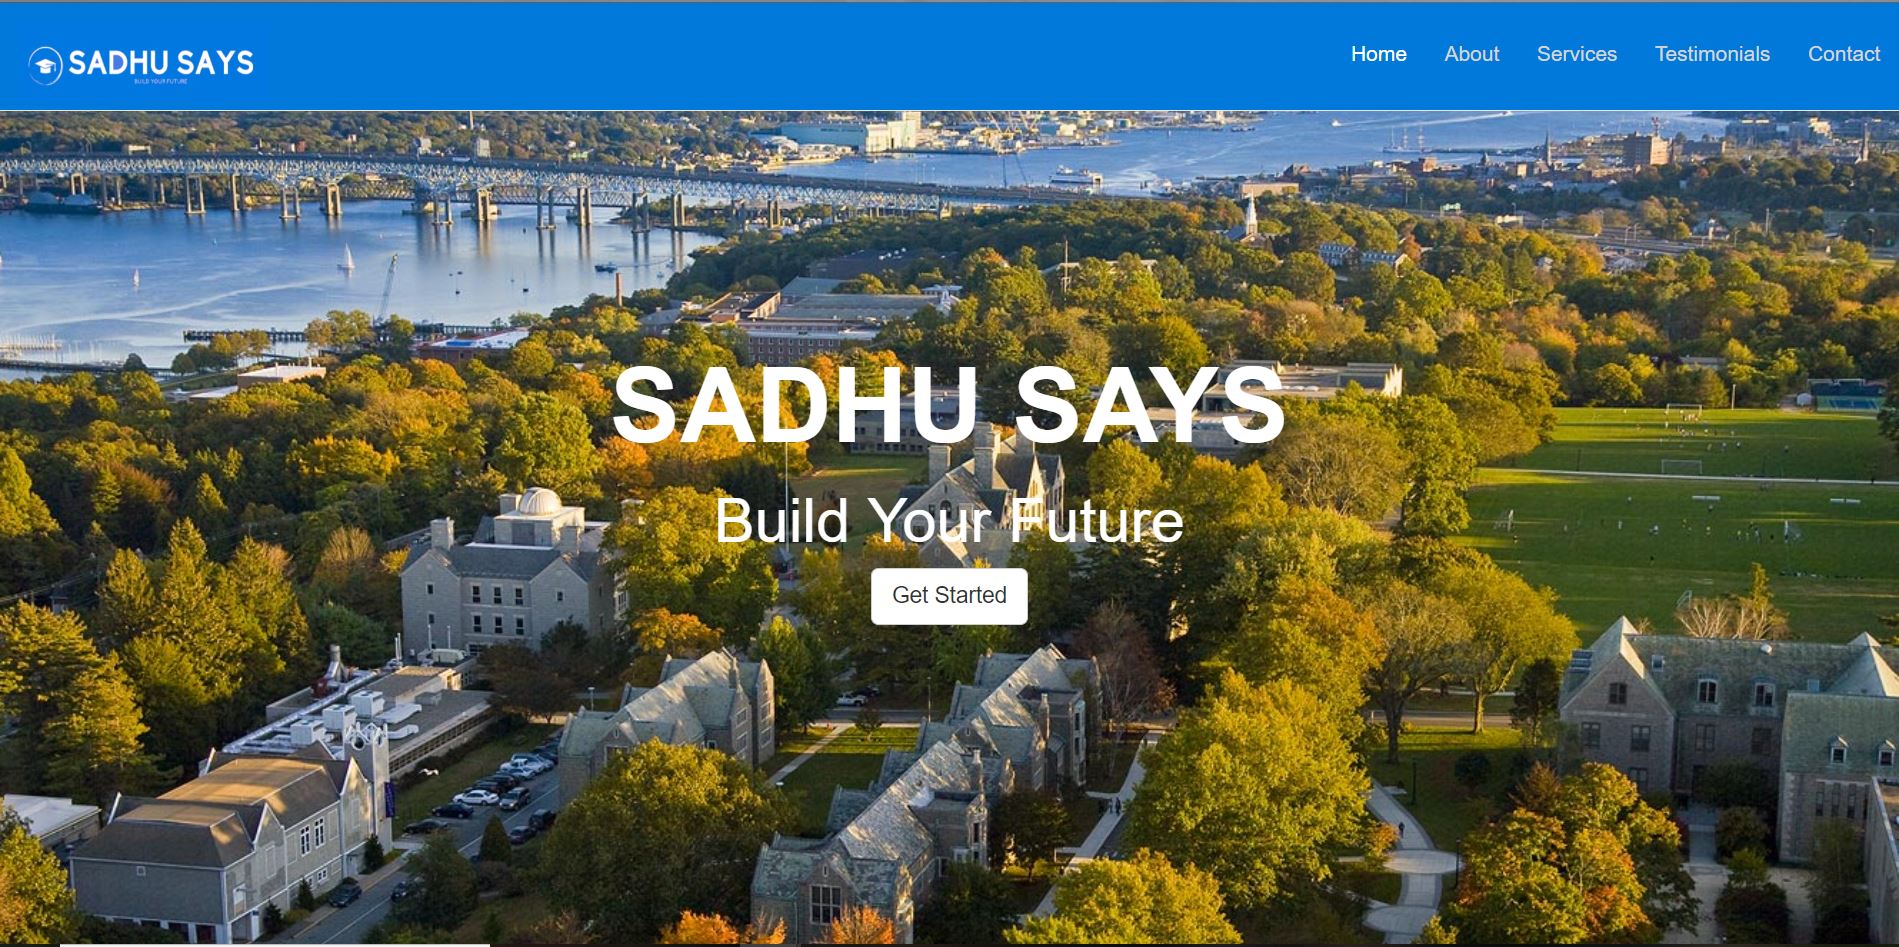 SADHU SAYS
BUILD YOUR FUTURE
Home About Services Testimonials Contact
SADHU SAYS
Build Your Future
Get Started